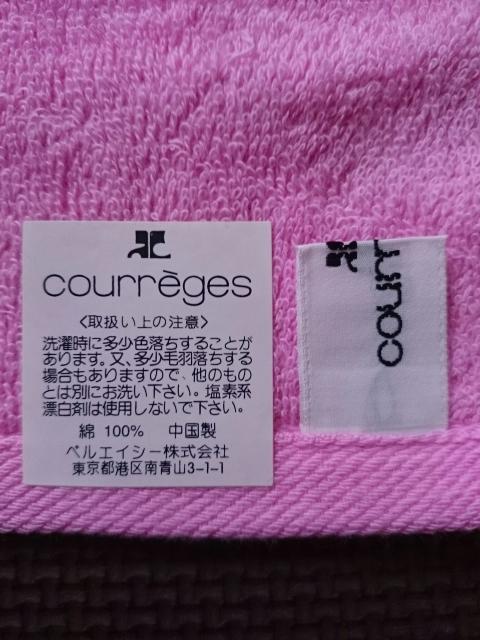 courrèges
〈取扱い上の注意〉
洗濯時に多少色落ちすることが
あります。又、多少毛羽落ちする
場合もありますので、他のもの
とは別にお洗い下さい。塩素系
漂白剤は使用しないで下さい。
綿 100% 中国製
ベルエイシー株式会社
東京都港区南青山3-1-1
courr